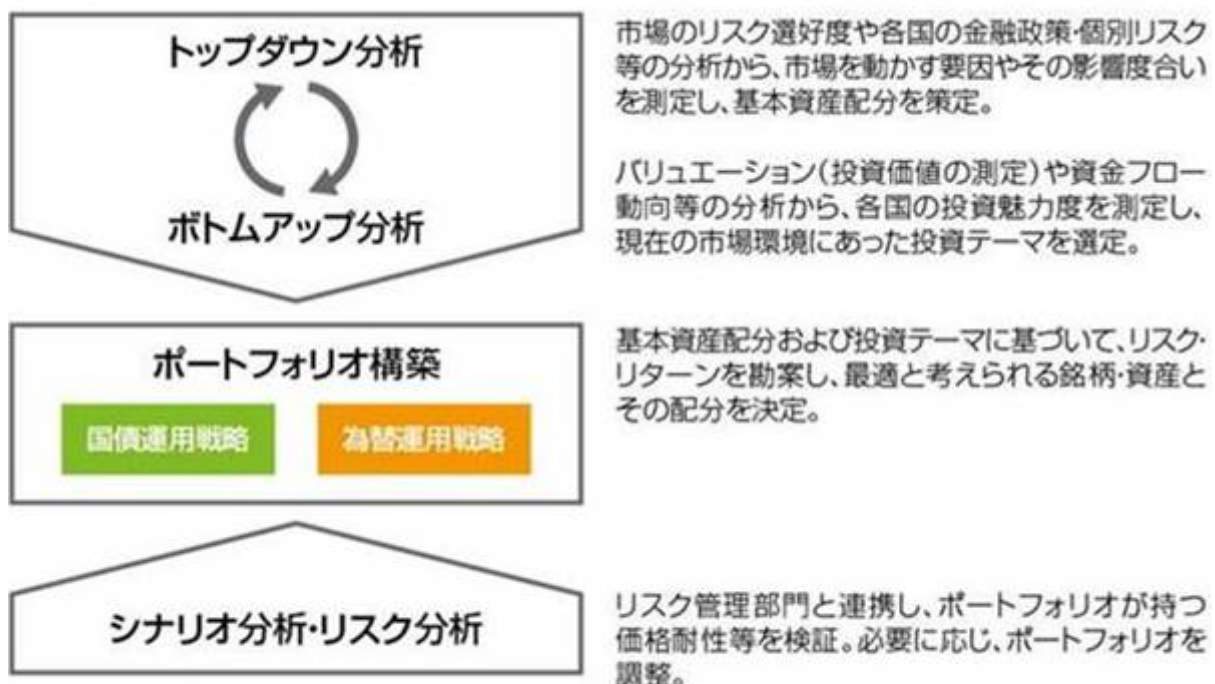 トップダウン分析
市場のリスク選好度や各国の金融政策・個別リスク
等の分析から、市場を動かす要因やその影響度合い
を測定し、基本資産配分を策定。
ボトムアップ分析
バリュエーション(投資価値の測定)や資金フロー
動向等の分析から、各国の投資魅力度を測定し、
現在の市場環境にあった投資テーマを選定。
ポートフォリオ構築
国債運用戦略
為替運用戦略
基本資産配分および投資テーマに基づいて、リスク・
リターンを勘案し、最適と考えられる銘柄・資産と
その配分を決定。
シナリオ分析・リスク分析
リスク管理部門と連携し、ポートフォリオが持つ
価格耐性等を検証。必要に応じ、ポートフォリオを
調整。